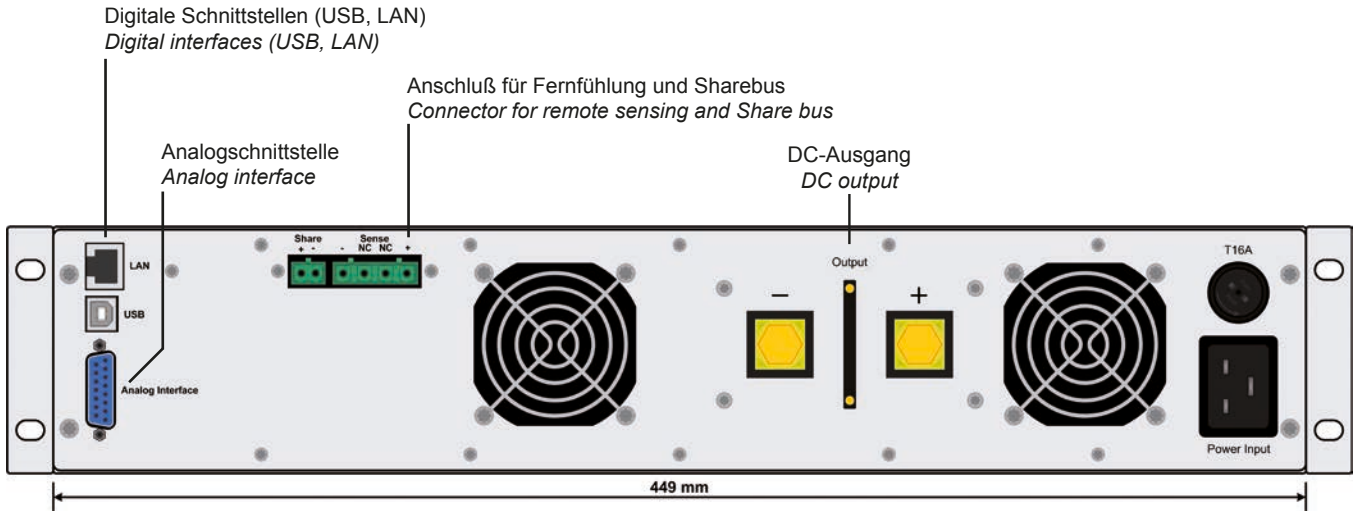 Digitale Schnittstellen (USB, LAN)
Digital interfaces (USB, LAN)
Anschluß für Fernfühlung und Sharebus
Connector for remote sensing and Share bus
Analogschnittstelle
Analog interface
DC-Ausgang
DC output
Share
+ -
Sense
- NC NC +
LAN
USB
Analog Interface
Output
- +
T16A
Power Input
449 mm